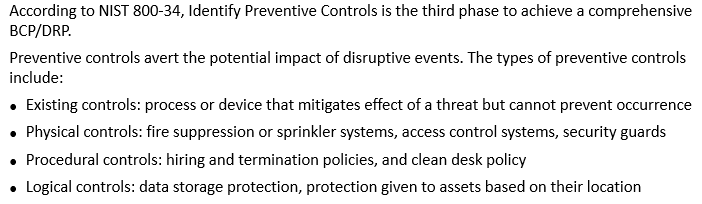 According to NIST 800-34, Identify Preventive Controls is the third phase to achieve a comprehensive
BCP/DRP.
Preventive controls avert the potential impact of disruptive events. The types of preventive controls
include:
• Existing controls: process or device that mitigates effect of a threat but cannot prevent occurrence
• Physical controls: fire suppression or sprinkler systems, access control systems, security guards
• Procedural controls: hiring and termination policies, and clean desk policy
• Logical controls: data storage protection, protection given to assets based on their location